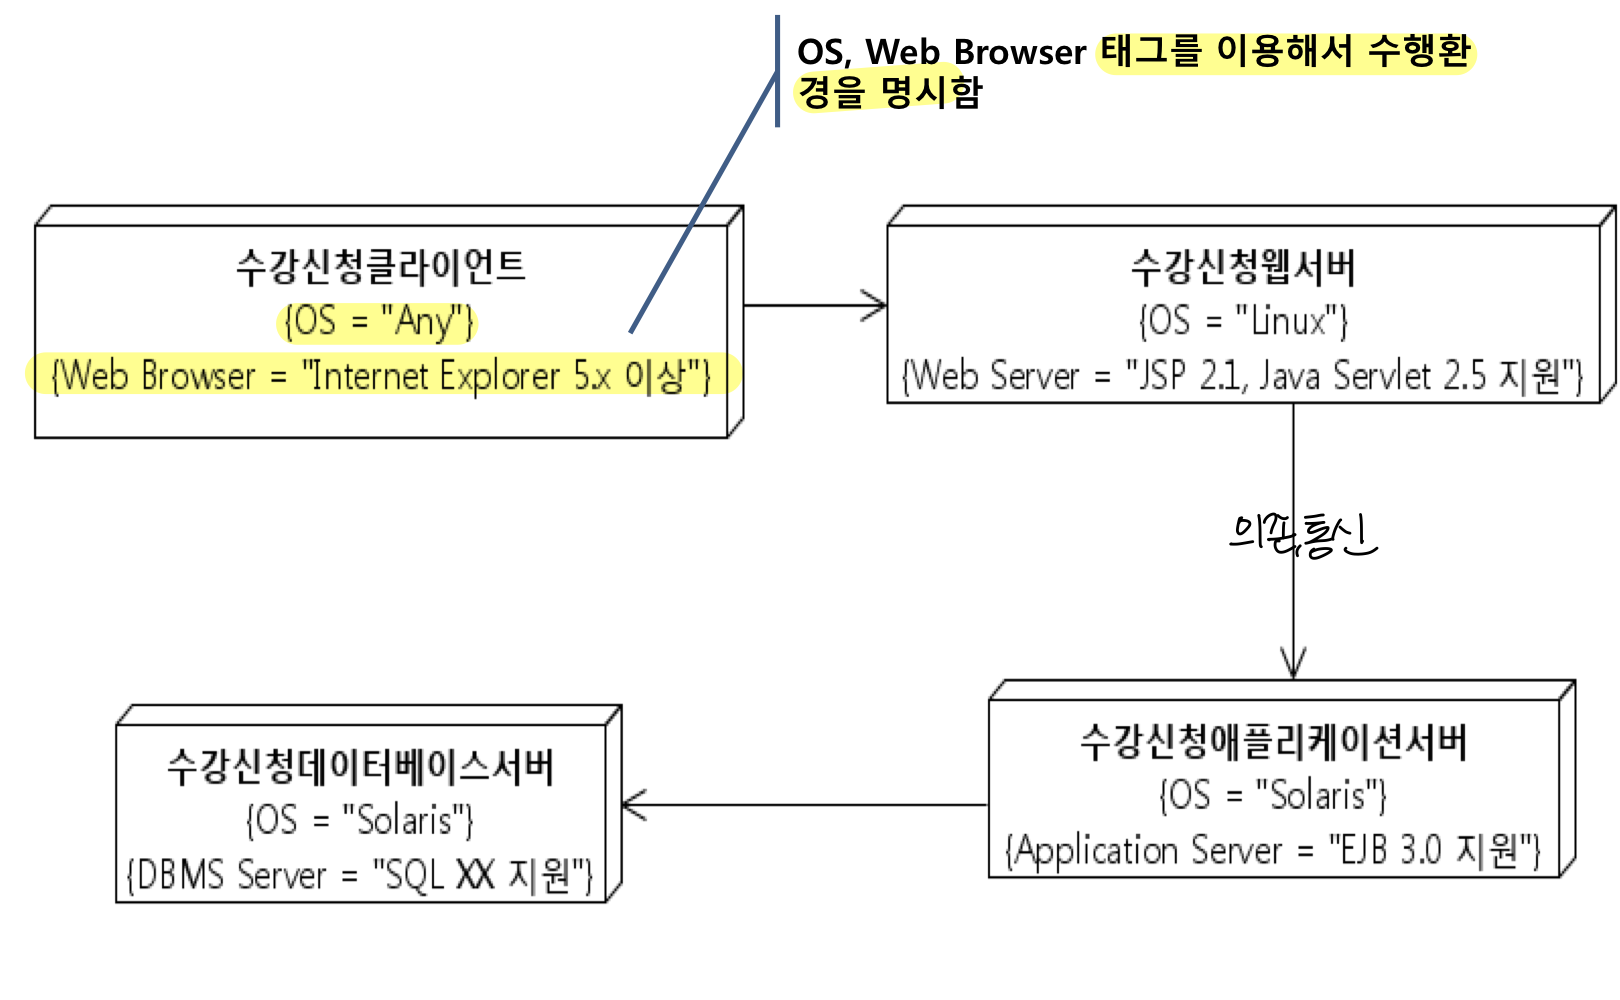 OS, Web Browser 태그를 이용해서 수행환
경을 명시함
수강신청클라이언트
{OS = "Any"}
{Web Browser = "Internet Explorer 5.x 이상"}
수강신청웹서버
{OS = "Linux"}
{Web Server = "JSP 2.1, Java Servlet 2.5 지원"}
의존,통신
수강신청데이터베이스서버
{OS = "Solaris"}
{DBMS Server = "SQL XX 지원"}
수강신청애플리케이션서버
{OS = "Solaris"}
{Application Server = "EJB 3.0 지원"}